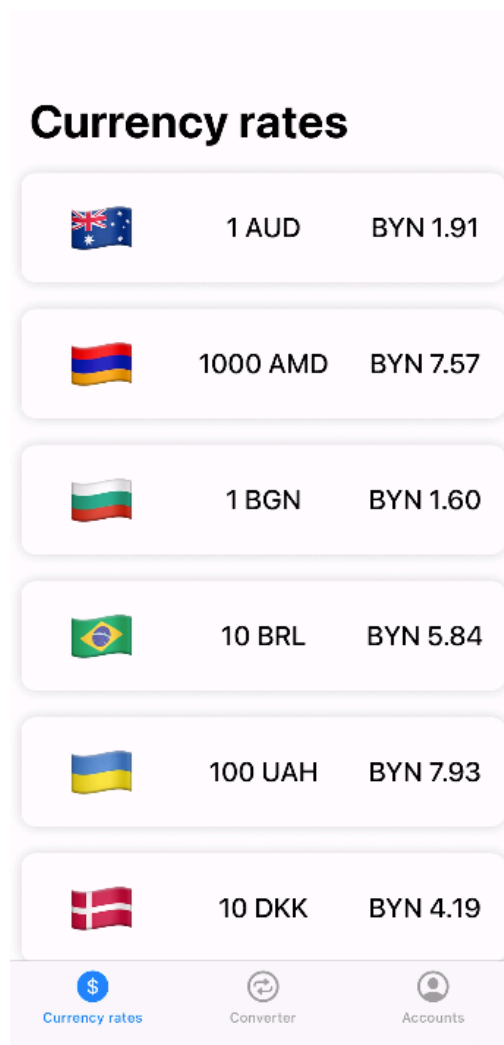 Currency rates
1 AUD BYN 1.91
1000 AMD BYN 7.57
1 BGN BYN 1.60
10 BRL BYN 5.84
100 UAH BYN 7.93
10 DKK BYN 4.19
$
Currency rates Converter Accounts